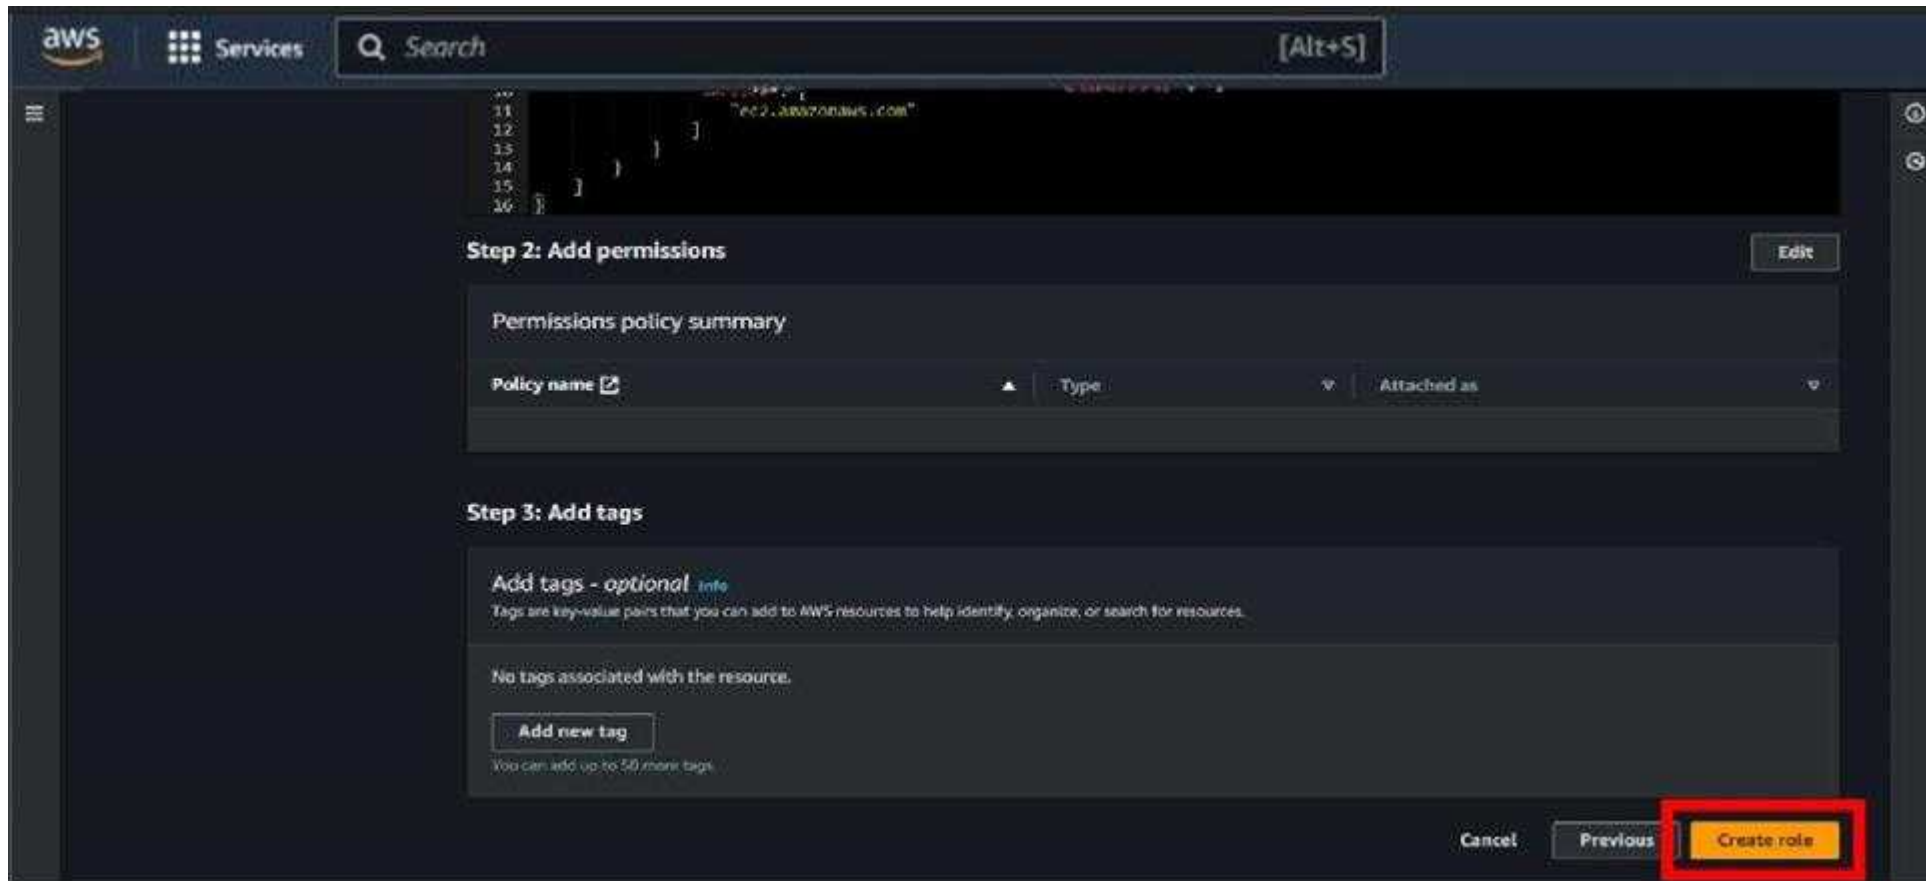 aws Services Search [Alt+S]
11 "ec2.amazonaws.com"
12 ]
13 }
14 }
15 ]
16 }
Step 2: Add permissions Edit
Permissions policy summary
Policy name Type Attached as
Step 3: Add tags
Add tags - optional Info
Tags are key-value pairs that you can add to AWS resources to help identify, organize, or search for resources.
No tags associated with the resource.
Add new tag
You can add up to 50 more tags.
Cancel Previous Create role